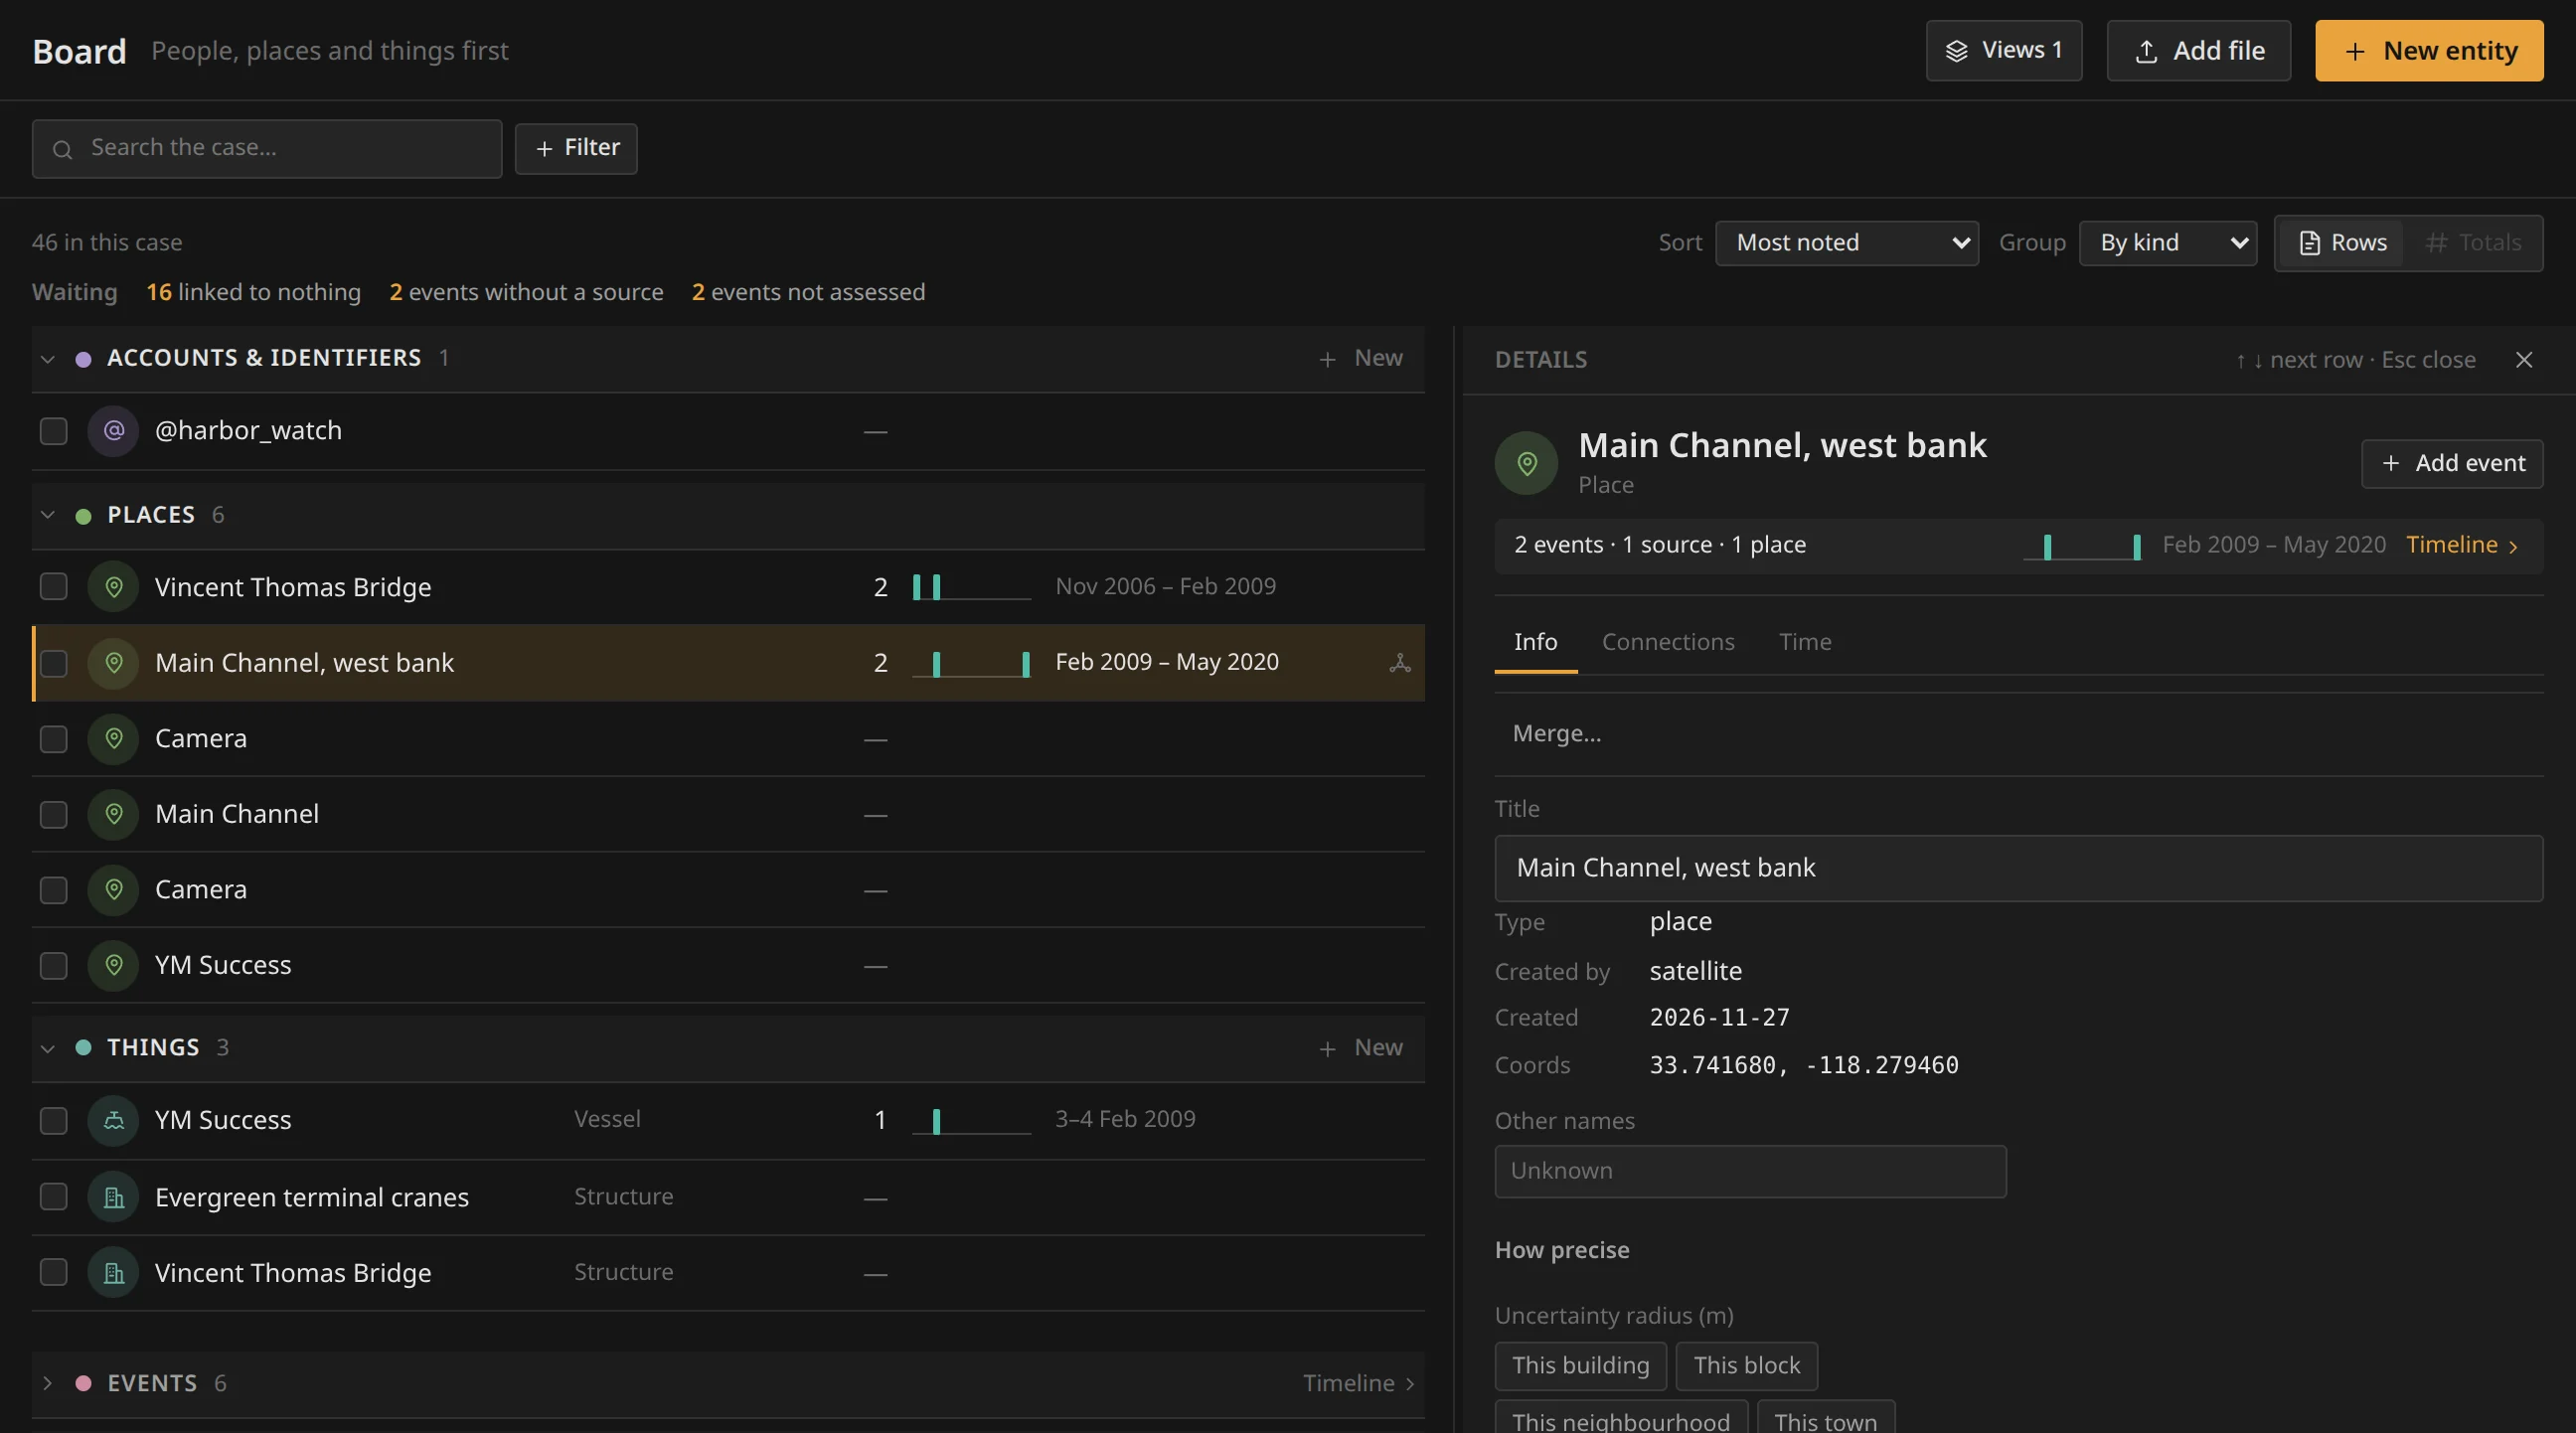 Board People, places and things first
Views 1
Add file
+ New entity
Search the case...
+ Filter
46 in this case
Sort Most noted Group By kind Rows # Totals
Waiting 16 linked to nothing 2 events without a source 2 events not assessed
ACCOUNTS & IDENTIFIERS 1 + New
@harbor_watch —
PLACES 6
Vincent Thomas Bridge 2 Nov 2006 – Feb 2009
Main Channel, west bank 2 Feb 2009 – May 2020
Camera —
Main Channel —
Camera —
YM Success —
THINGS 3 + New
YM Success Vessel 1 3–4 Feb 2009
Evergreen terminal cranes Structure —
Vincent Thomas Bridge Structure —
EVENTS 6 Timeline >
DETAILS ↑ ↓ next row · Esc close ×
Main Channel, west bank
Place
+ Add event
2 events · 1 source · 1 place Feb 2009 – May 2020 Timeline >
Info Connections Time
Merge...
Title
Main Channel, west bank
Type place
Created by satellite
Created 2026-11-27
Coords 33.741680, -118.279460
Other names
Unknown
How precise
Uncertainty radius (m)
This building This block
This neighbourhood This town